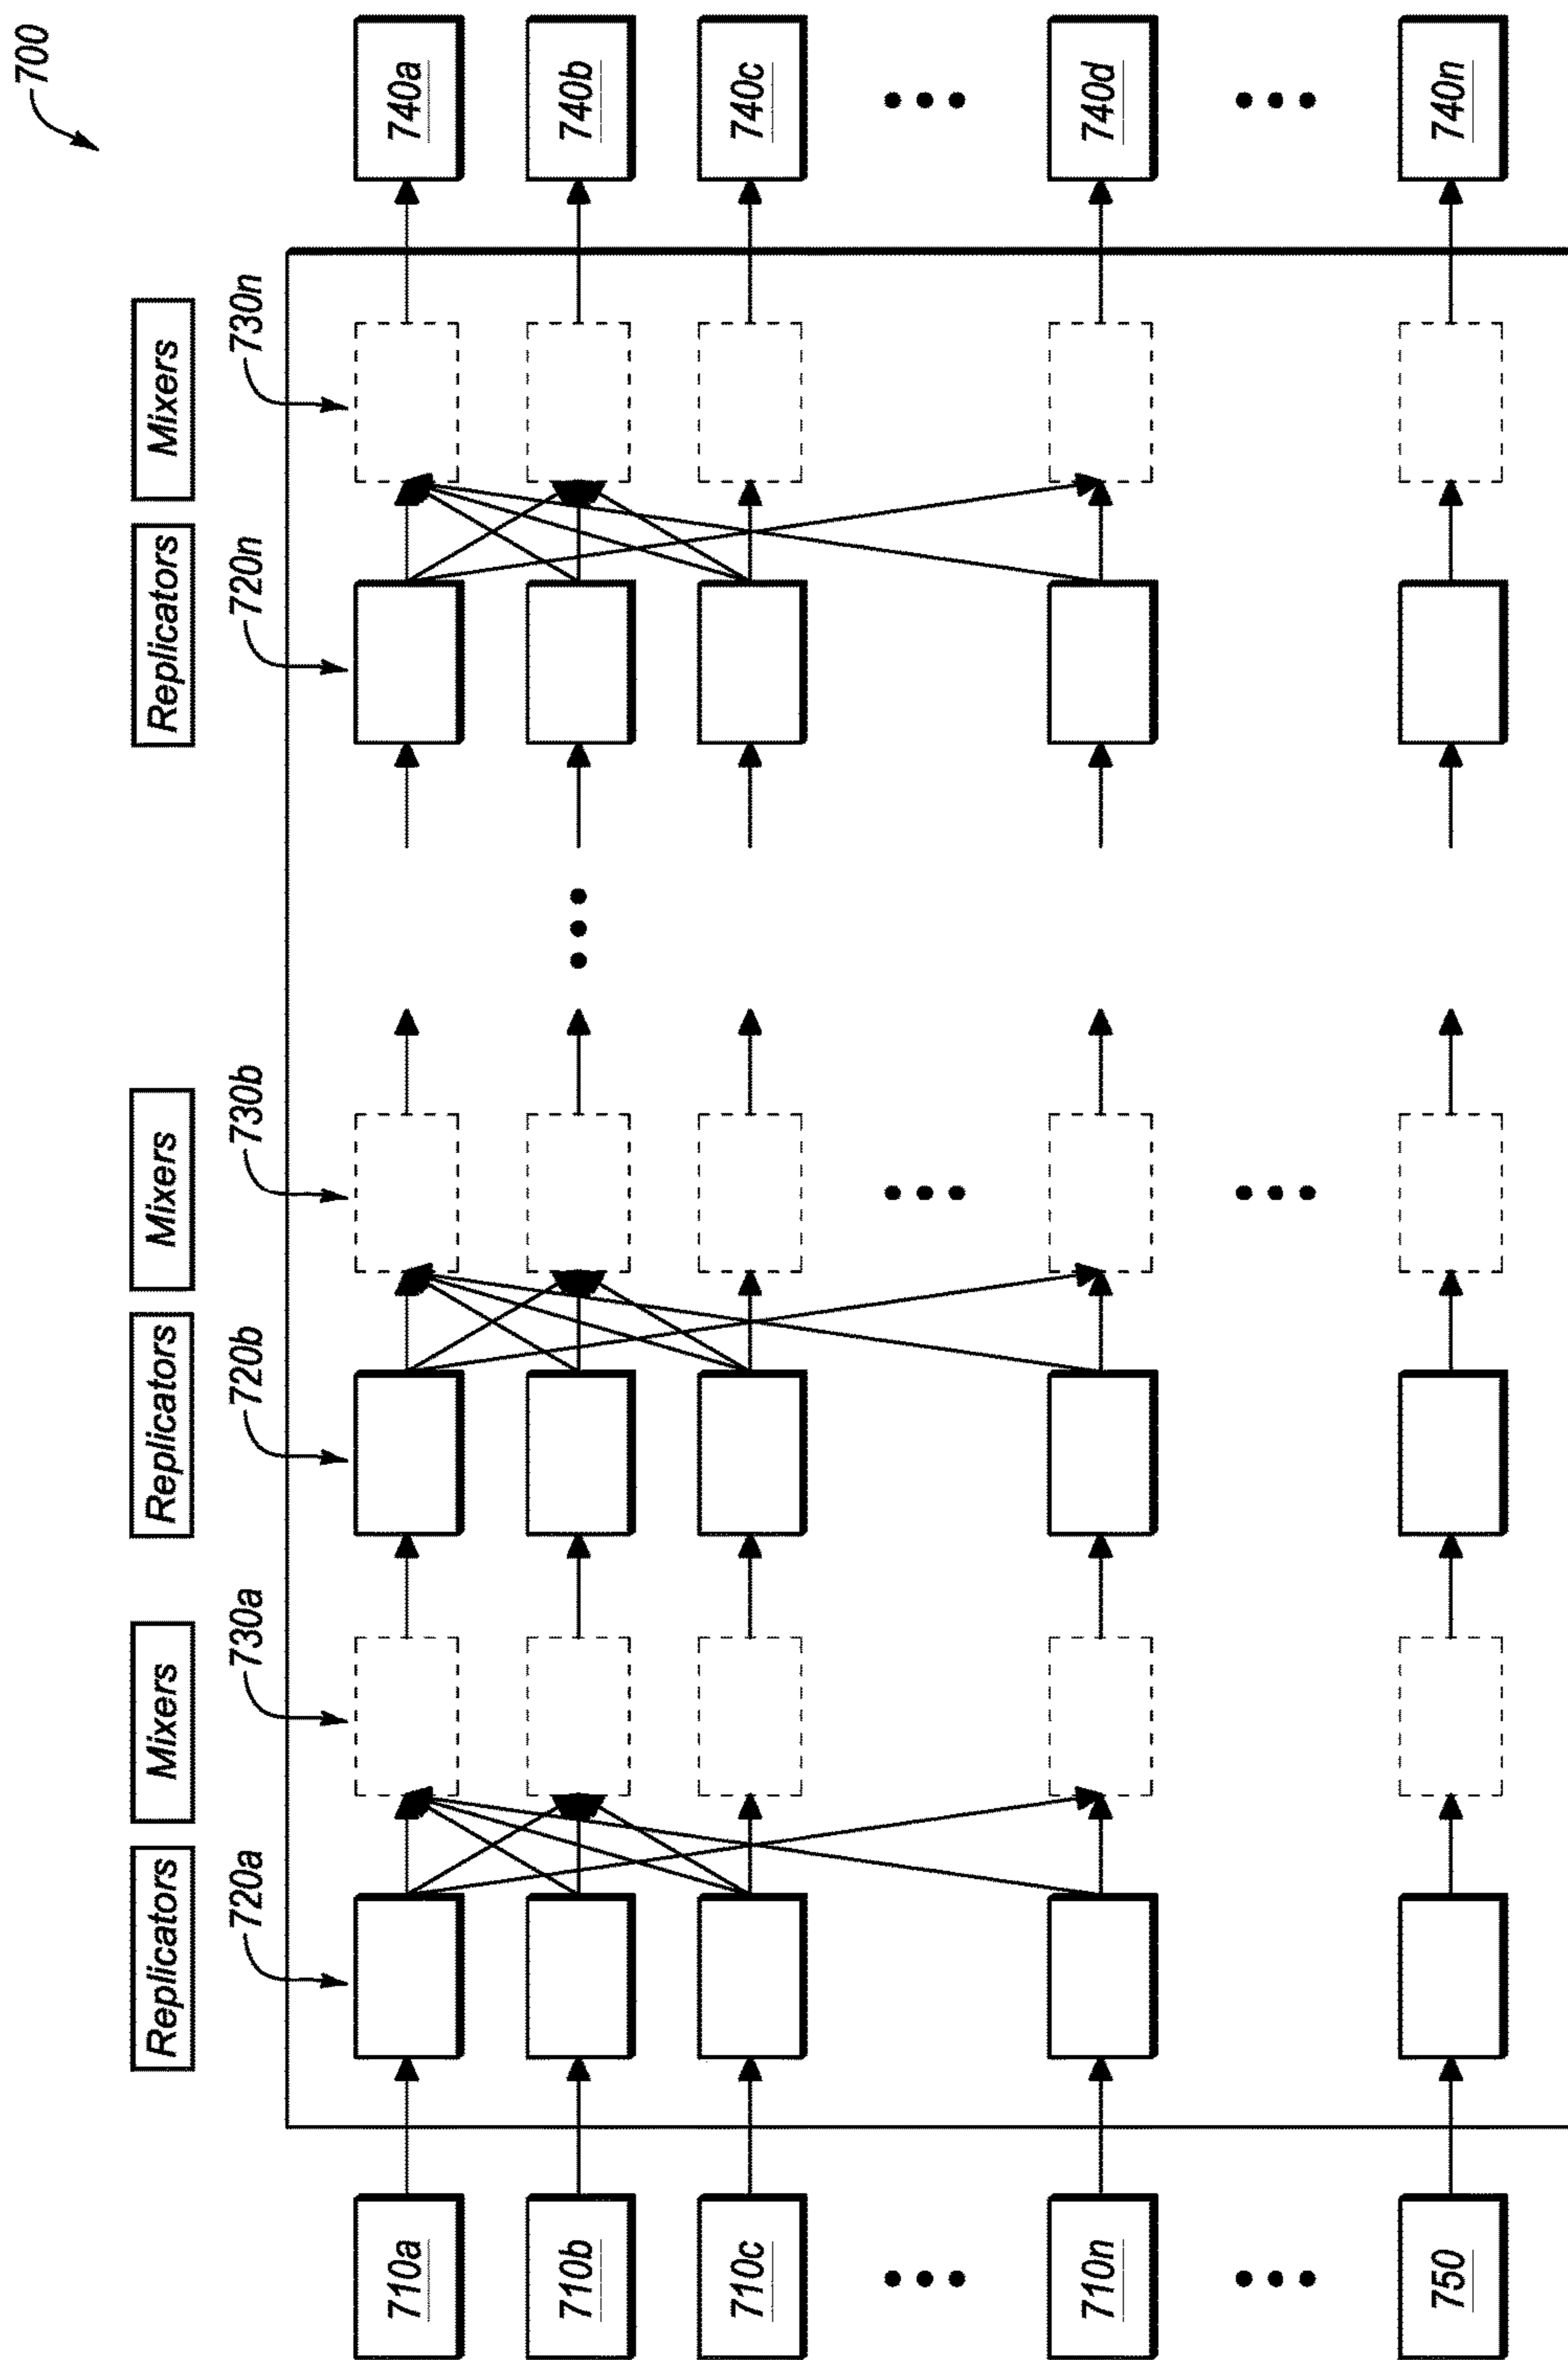 700
Replicators
Mixers
Replicators
Mixers
Replicators
Mixers
720a
730a
720b
730b
720n
730n
710a
740a
710b
740b
710c
740c
710n
740d
750
740n